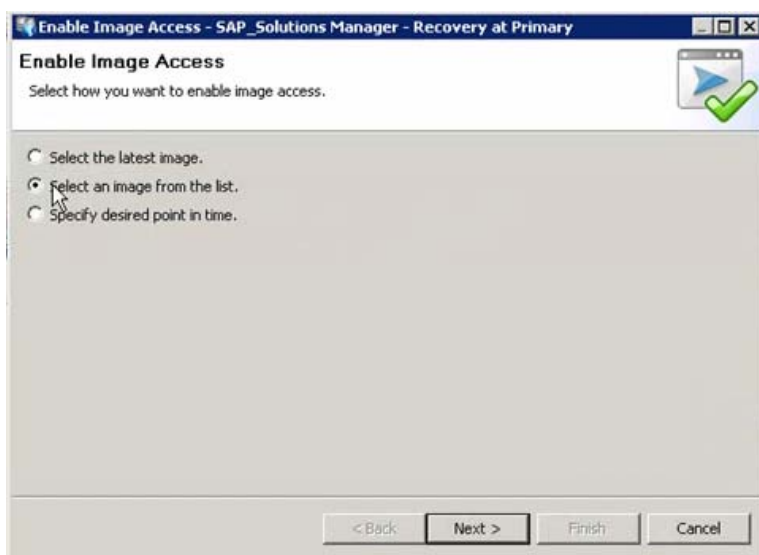 Enable Image Access - SAP_Solutions Manager - Recovery at Primary
Enable Image Access
Select how you want to enable image access.
Select the latest image.
Select an image from the list.
Specify desired point in time.
< Back Next > Finish Cancel